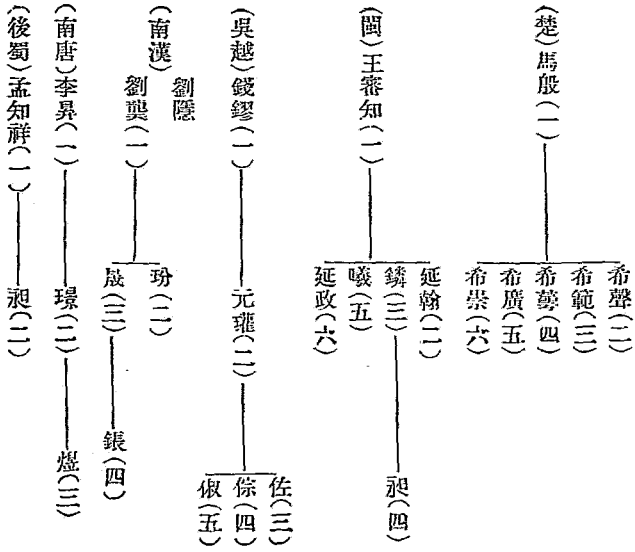 (楚)馬殷(一)
希聲(二)
希範(三)
希萼(四)
希廣(五)
希崇(六)
(閩)王審知(一)
延翰(二)
鏻(三)
曦(五)
延政(六)
昶(四)
(吳越)錢鏐(一)
元瓘(二)
佐(三)
倧(四)
俶(五)
(南漢)
劉隱
劉龑(一)
玢(二)
晟(三)
鋹(四)
(南唐)李昇(一)
璟(二)
煜(三)
(後蜀)孟知祥(一)
昶(二)